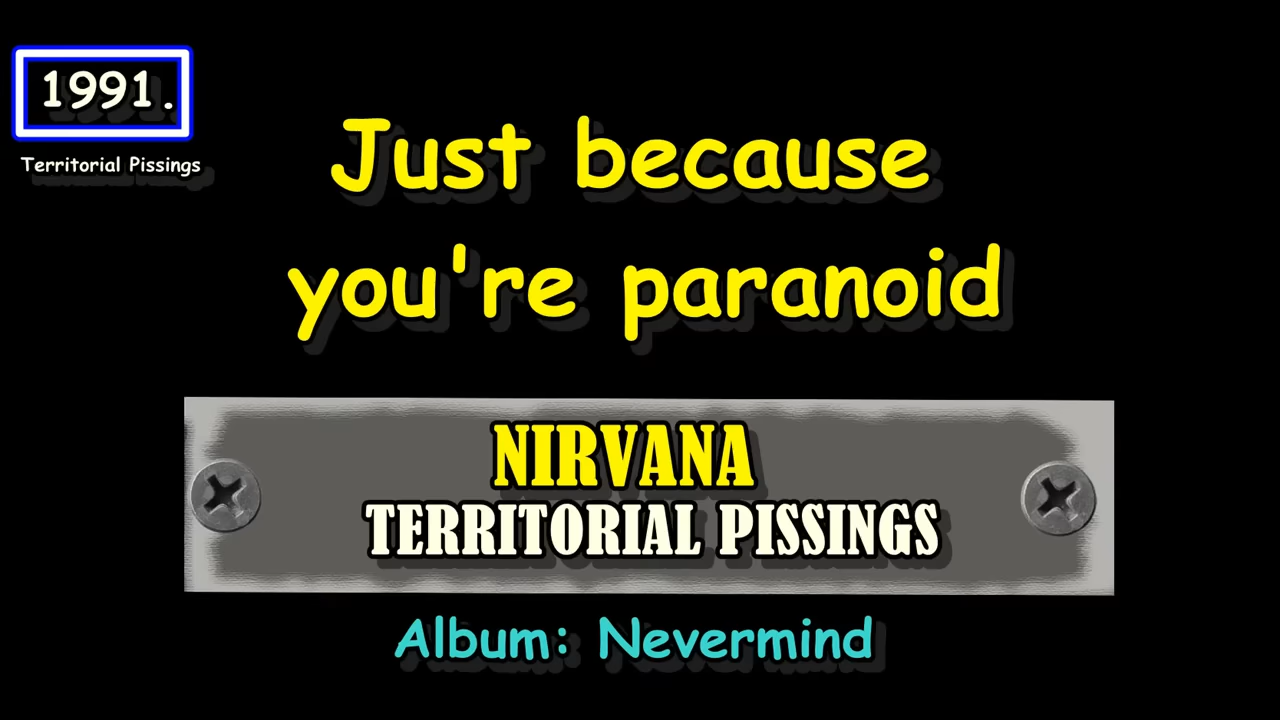 1991.
Territorial Pissings
Just because
you're paranoid
NIRVANA
TERRITORIAL PISSINGS
Album: Nevermind